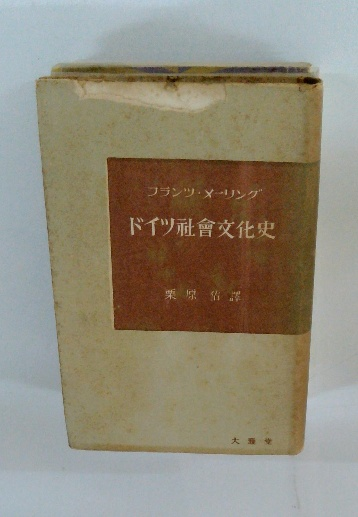 フランツ・メーリング
ドイツ社會文化史
栗原佑譯
大雅堂